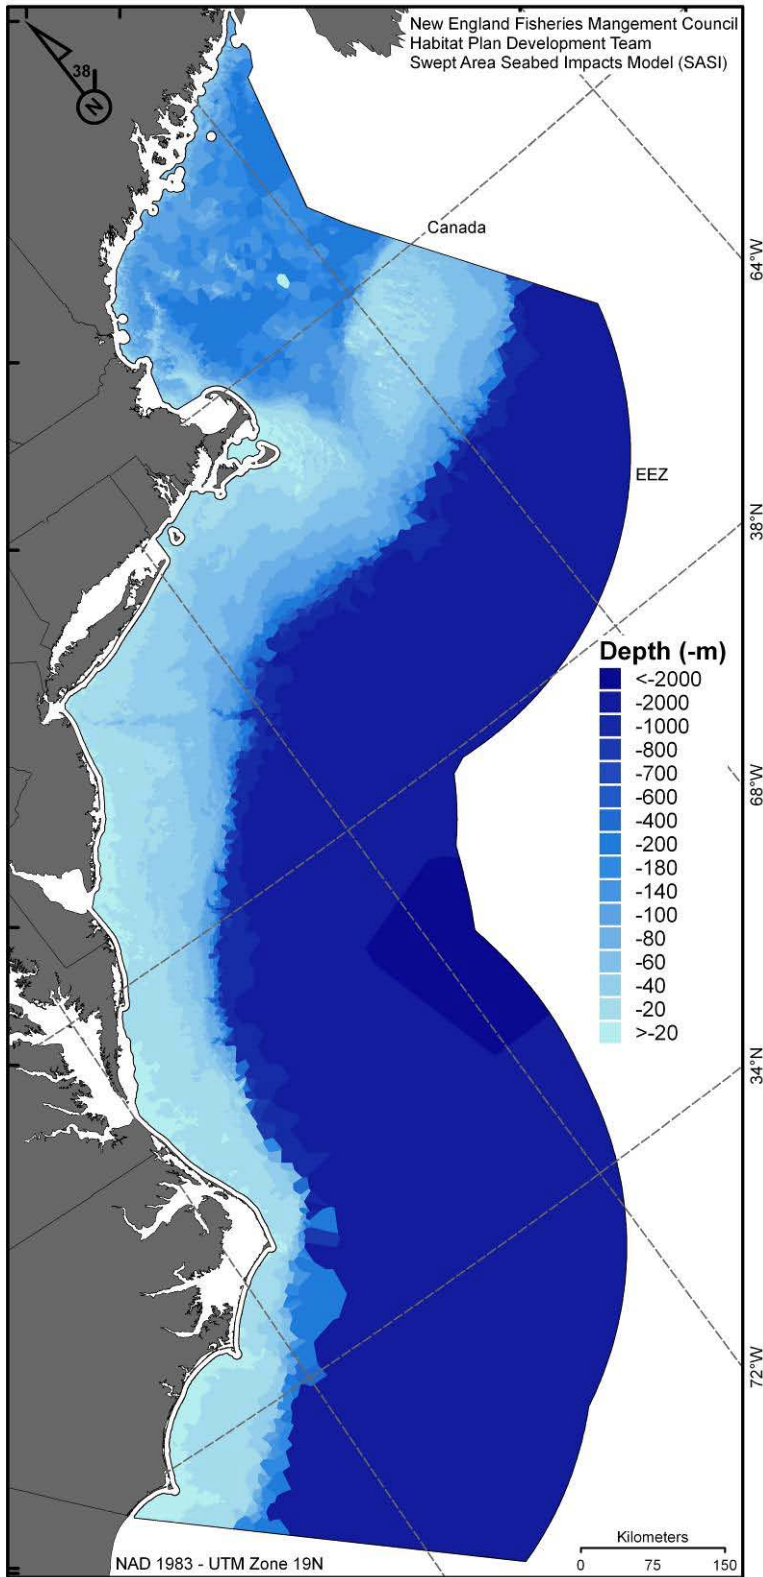 New England Fisheries Mangement Council
Habitat Plan Development Team
Swept Area Seabed Impacts Model (SASI)
38
N
Canada
64°W
EEZ
38°N
Depth (-m)
<-2000
-2000
-1000
-800
-700
-600
-400
-200
-180
-140
-100
-80
-60
-40
-20
>-20
68°W
34°N
72°W
Kilometers
0 75 150
NAD 1983 - UTM Zone 19N